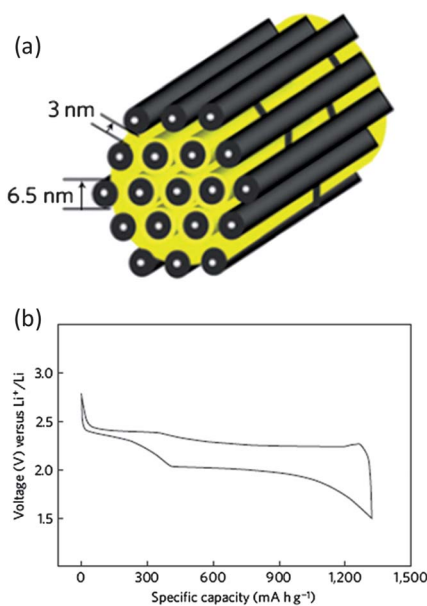 (a)
3 nm
6.5 nm
(b)
Voltage (V) versus Li⁺/Li
3.0
2.5
2.0
1.5
0 300 600 900 1,200 1,500
Specific capacity (mA h g⁻¹)